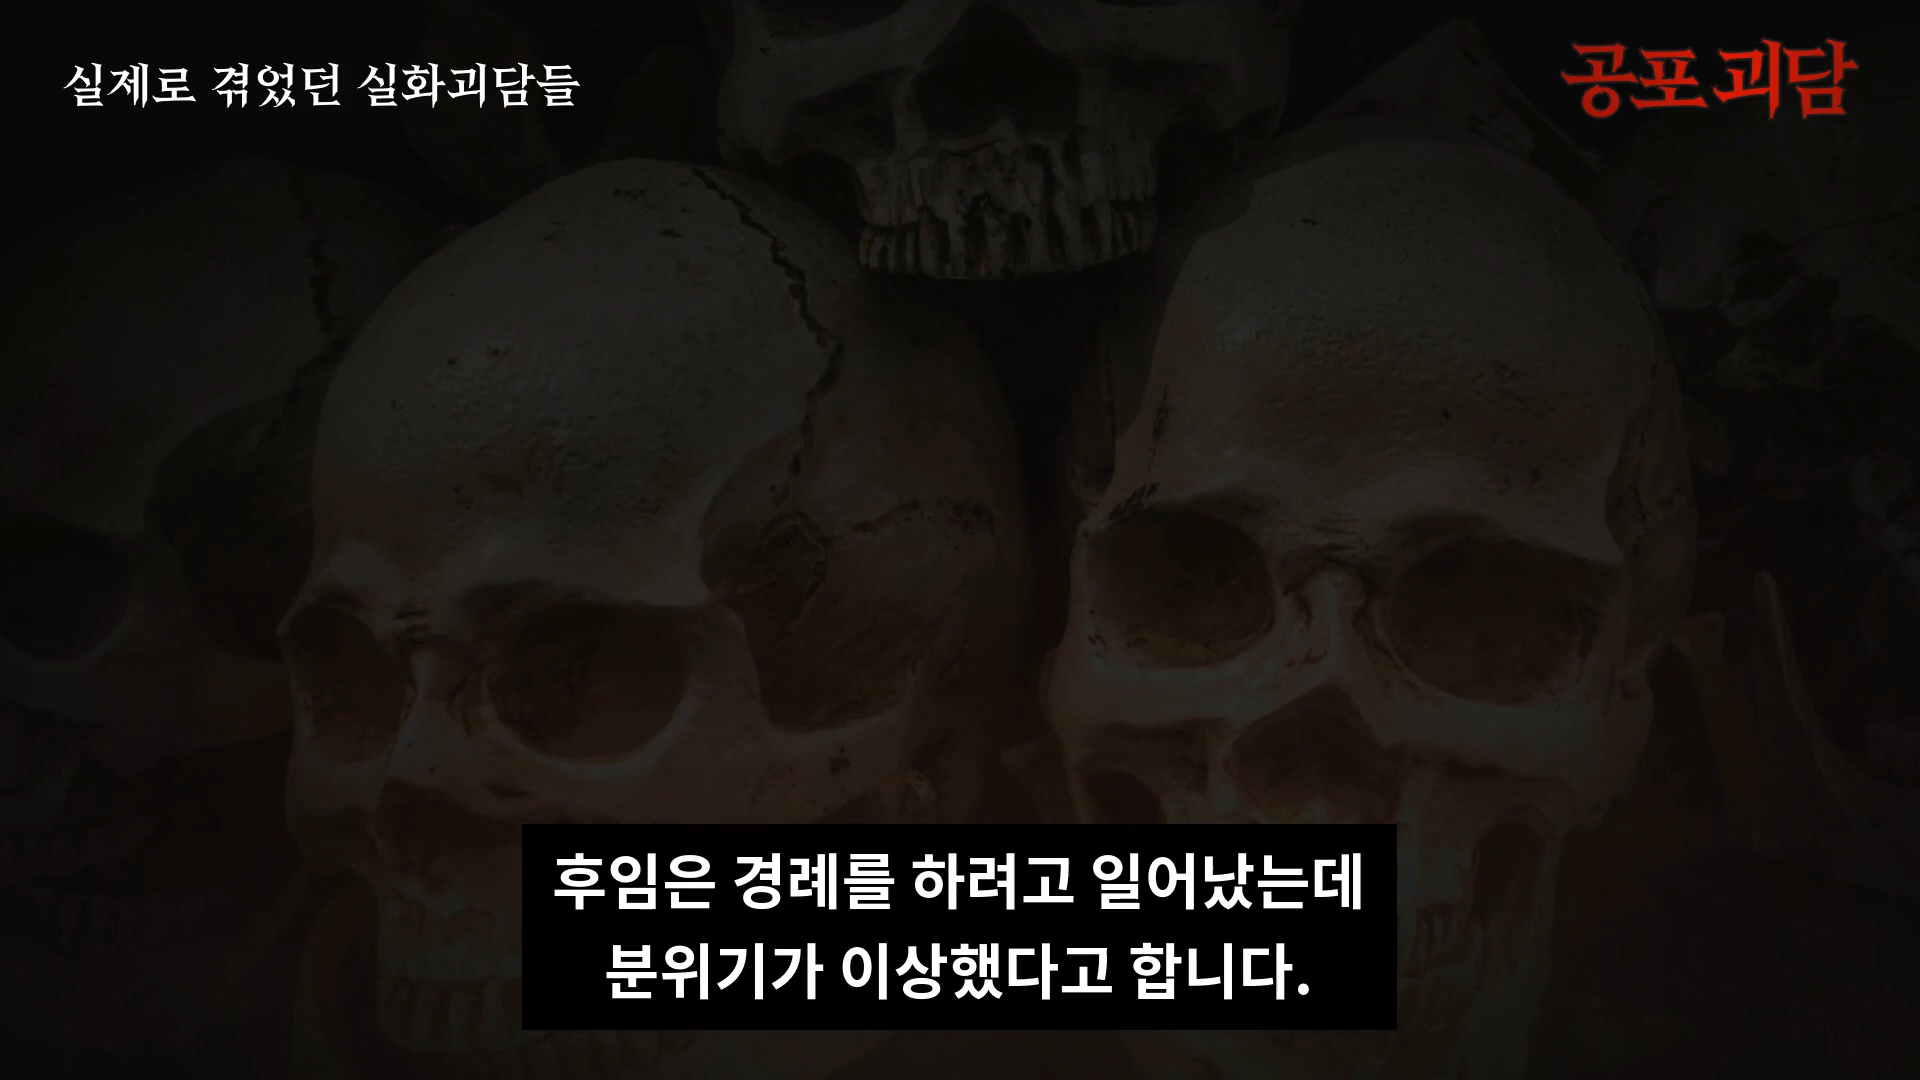 실제로 겪었던 실화괴담들
공포괴담
후임은 경례를 하려고 일어났는데
분위기가 이상했다고 합니다.